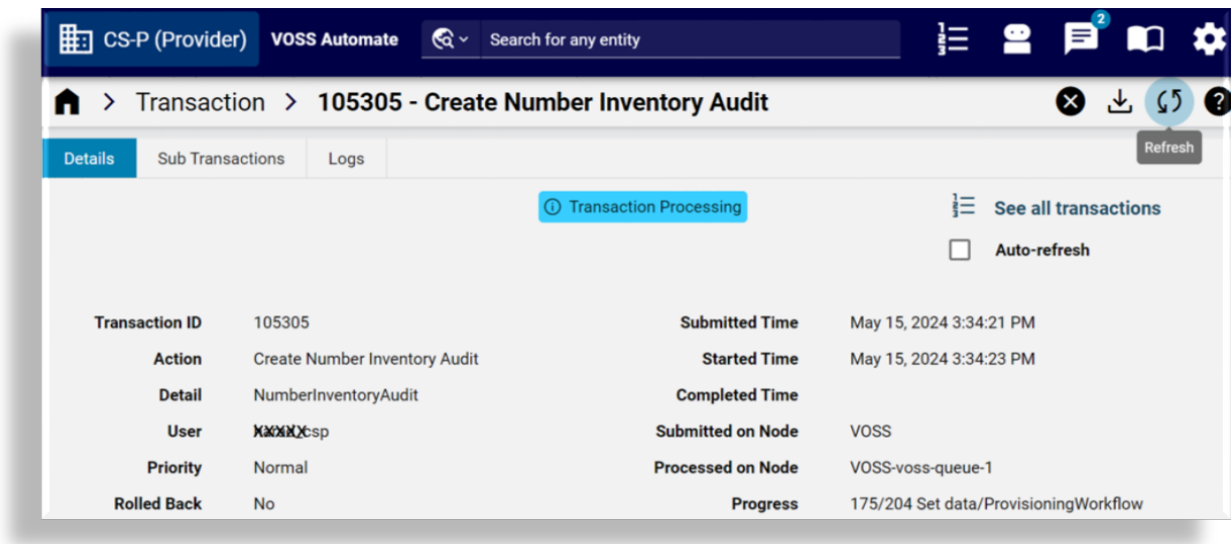 CS-P (Provider) VOSS Automate Search for any entity 2
Transaction > 105305 - Create Number Inventory Audit
Refresh
Details Sub Transactions Logs
Transaction Processing
See all transactions
Auto-refresh
Transaction ID 105305 Submitted Time May 15, 2024 3:34:21 PM
Action Create Number Inventory Audit Started Time May 15, 2024 3:34:23 PM
Detail NumberInventoryAudit Completed Time
User csp Submitted on Node VOSS
Priority Normal Processed on Node VOSS-voss-queue-1
Rolled Back No Progress 175/204 Set data/ProvisioningWorkflow